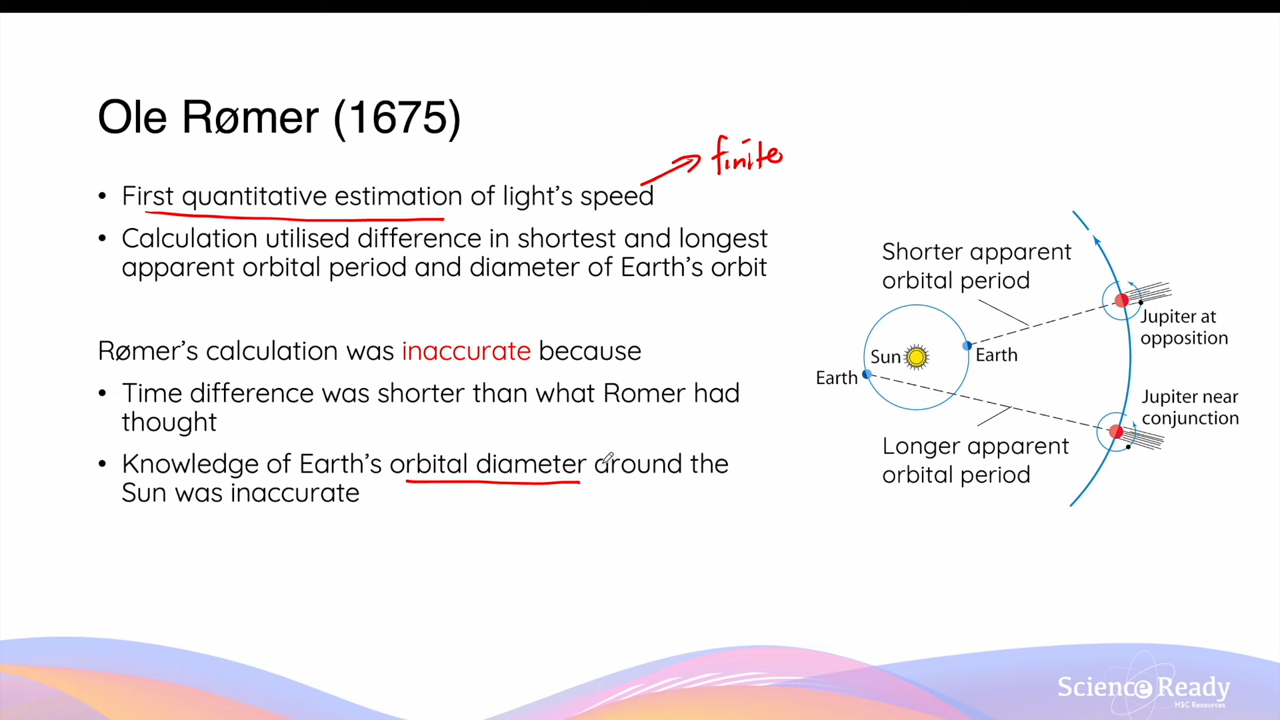 Ole Rømer (1675)
finite
• First quantitative estimation of light's speed
• Calculation utilised difference in shortest and longest
apparent orbital period and diameter of Earth's orbit
Rømer's calculation was inaccurate because
• Time difference was shorter than what Romer had
thought
• Knowledge of Earth's orbital diameter around the
Sun was inaccurate
Shorter apparent
orbital period
Jupiter at
opposition
Sun
Earth
Earth
Jupiter near
conjunction
Longer apparent
orbital period
Science Ready
HSC Resources